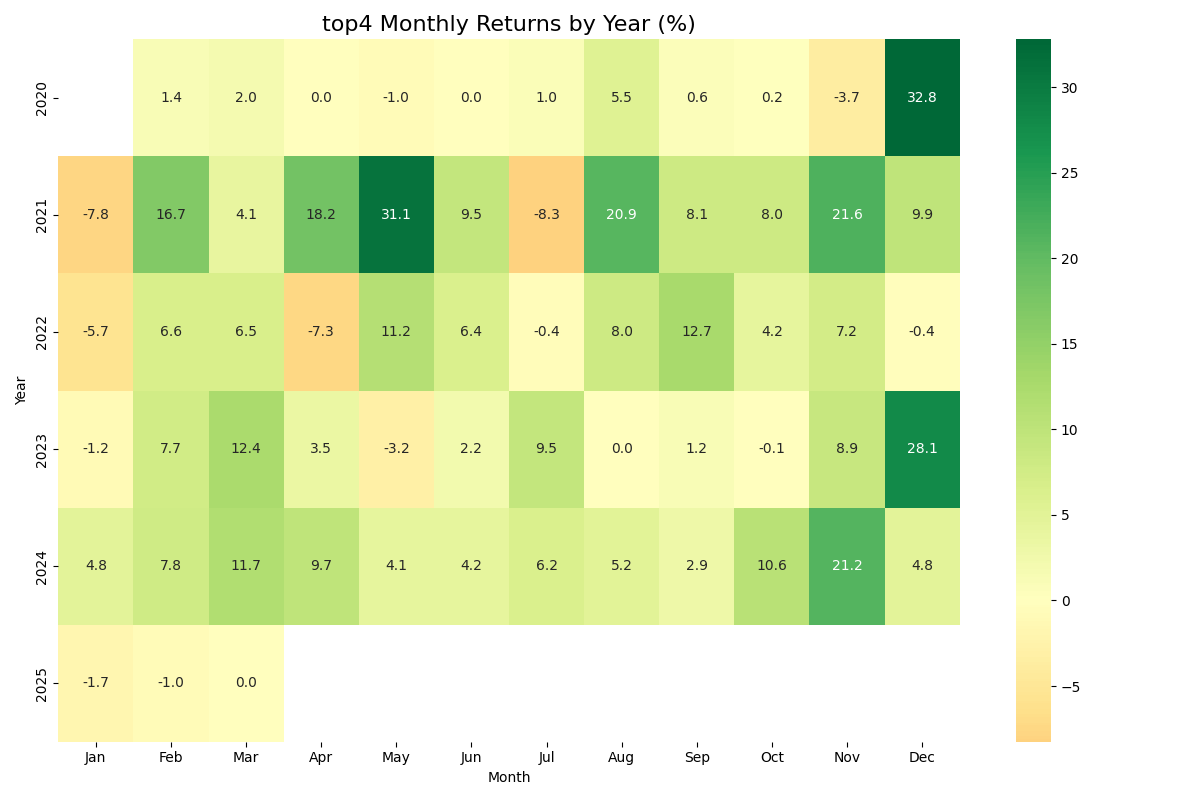 top4 Monthly Returns by Year (%)
2020 1.4 2.0 0.0 -1.0 0.0 1.0 5.5 0.6 0.2 -3.7 32.8
2021 -7.8 16.7 4.1 18.2 31.1 9.5 -8.3 20.9 8.1 8.0 21.6 9.9
2022 -5.7 6.6 6.5 -7.3 11.2 6.4 -0.4 8.0 12.7 4.2 7.2 -0.4
2023 -1.2 7.7 12.4 3.5 -3.2 2.2 9.5 0.0 1.2 -0.1 8.9 28.1
2024 4.8 7.8 11.7 9.7 4.1 4.2 6.2 5.2 2.9 10.6 21.2 4.8
2025 -1.7 -1.0 0.0
Year
Jan Feb Mar Apr May Jun Jul Aug Sep Oct Nov Dec
Month
30
25
20
15
10
5
0
−5